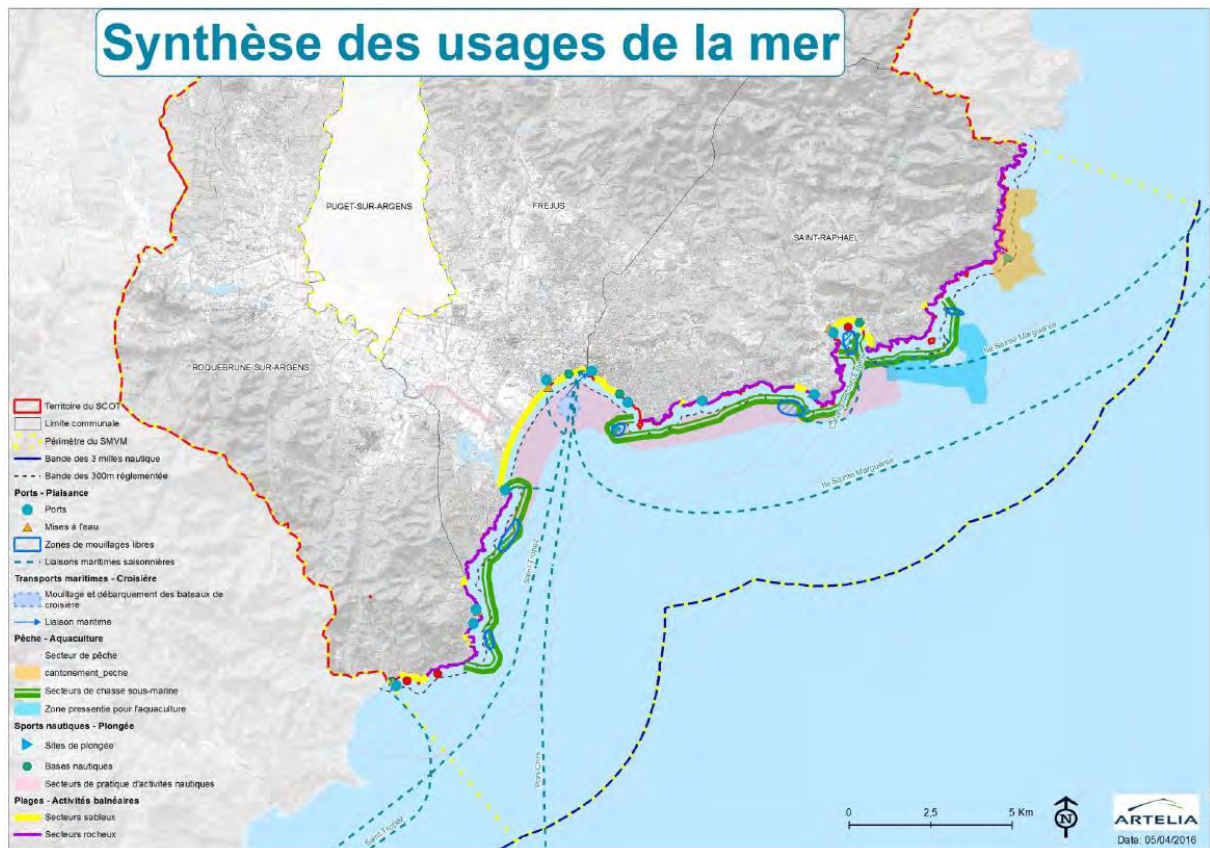 Synthèse des usages de la mer
PUGET-SUR-ARGENS
FREJUS
SAINT-RAPHAEL
ROQUEBRUNE-SUR-ARGENS
Ile Sainte Marguerite
Ile Sainte Marguerite
Saint-Tropez
Saint-Tropez
Port-Cros
Territoire du SCOT
Limite communale
Périmètre du SMVM
Bande des 3 milles nautique
Bande des 300m réglementée
Ports - Plaisance
Ports
Mises à l'eau
Zones de mouillages libres
Liaisons maritimes saisonnières
Transports maritimes - Croisière
Mouillage et débarquement des bateaux de
croisière
Liaison maritime
Pêche - Aquaculture
Secteur de pêche
cantonement_peche
Secteurs de chasse sous-marine
Zone pressentie pour l'aquaculture
Sports nautiques - Plongée
Sites de plongée
Bases nautiques
Secteurs de pratique d'activités nautiques
Plages - Activités balnéaires
Secteurs sableux
Secteurs rocheux
0 2,5 5 Km
N
ARTELIA
Date: 05/04/2016